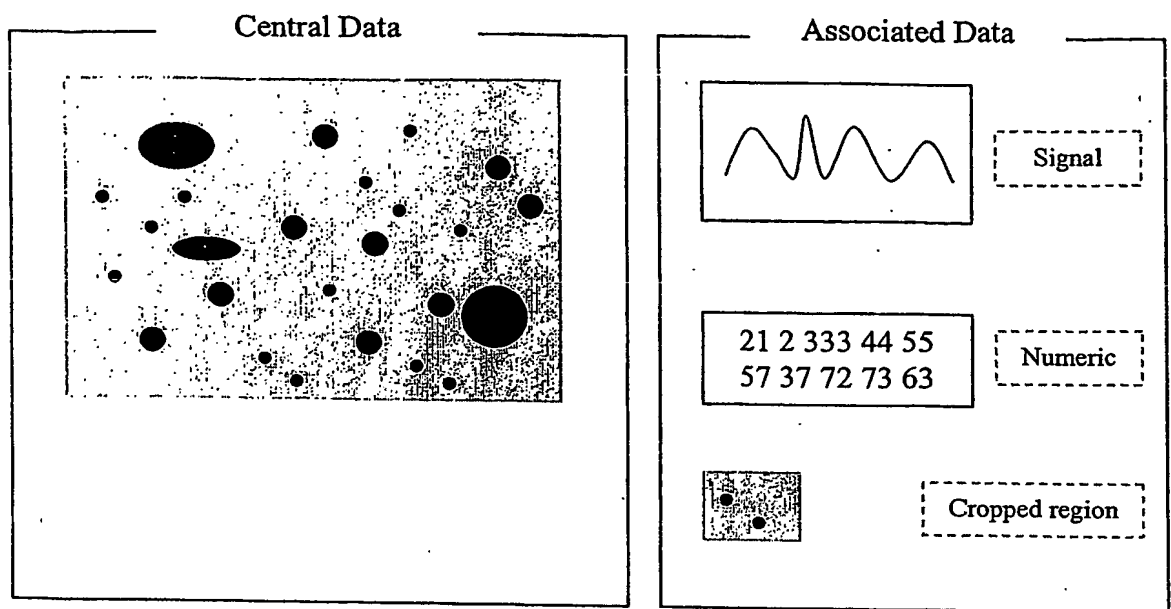 Central Data
Associated Data
Signal
21 2 333 44 55
57 37 72 73 63
Numeric
Cropped region